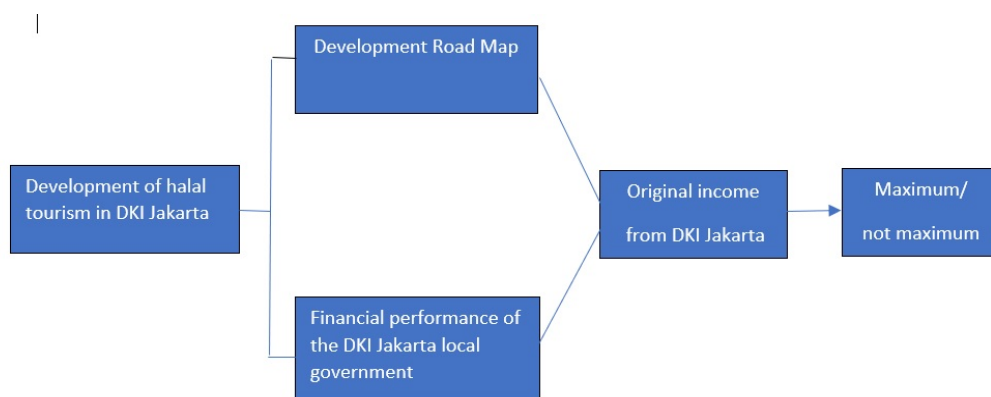 Development Road Map
Development of halal
tourism in DKI Jakarta
Financial performance of
the DKI Jakarta local
government
Original income
from DKI Jakarta
Maximum/
not maximum